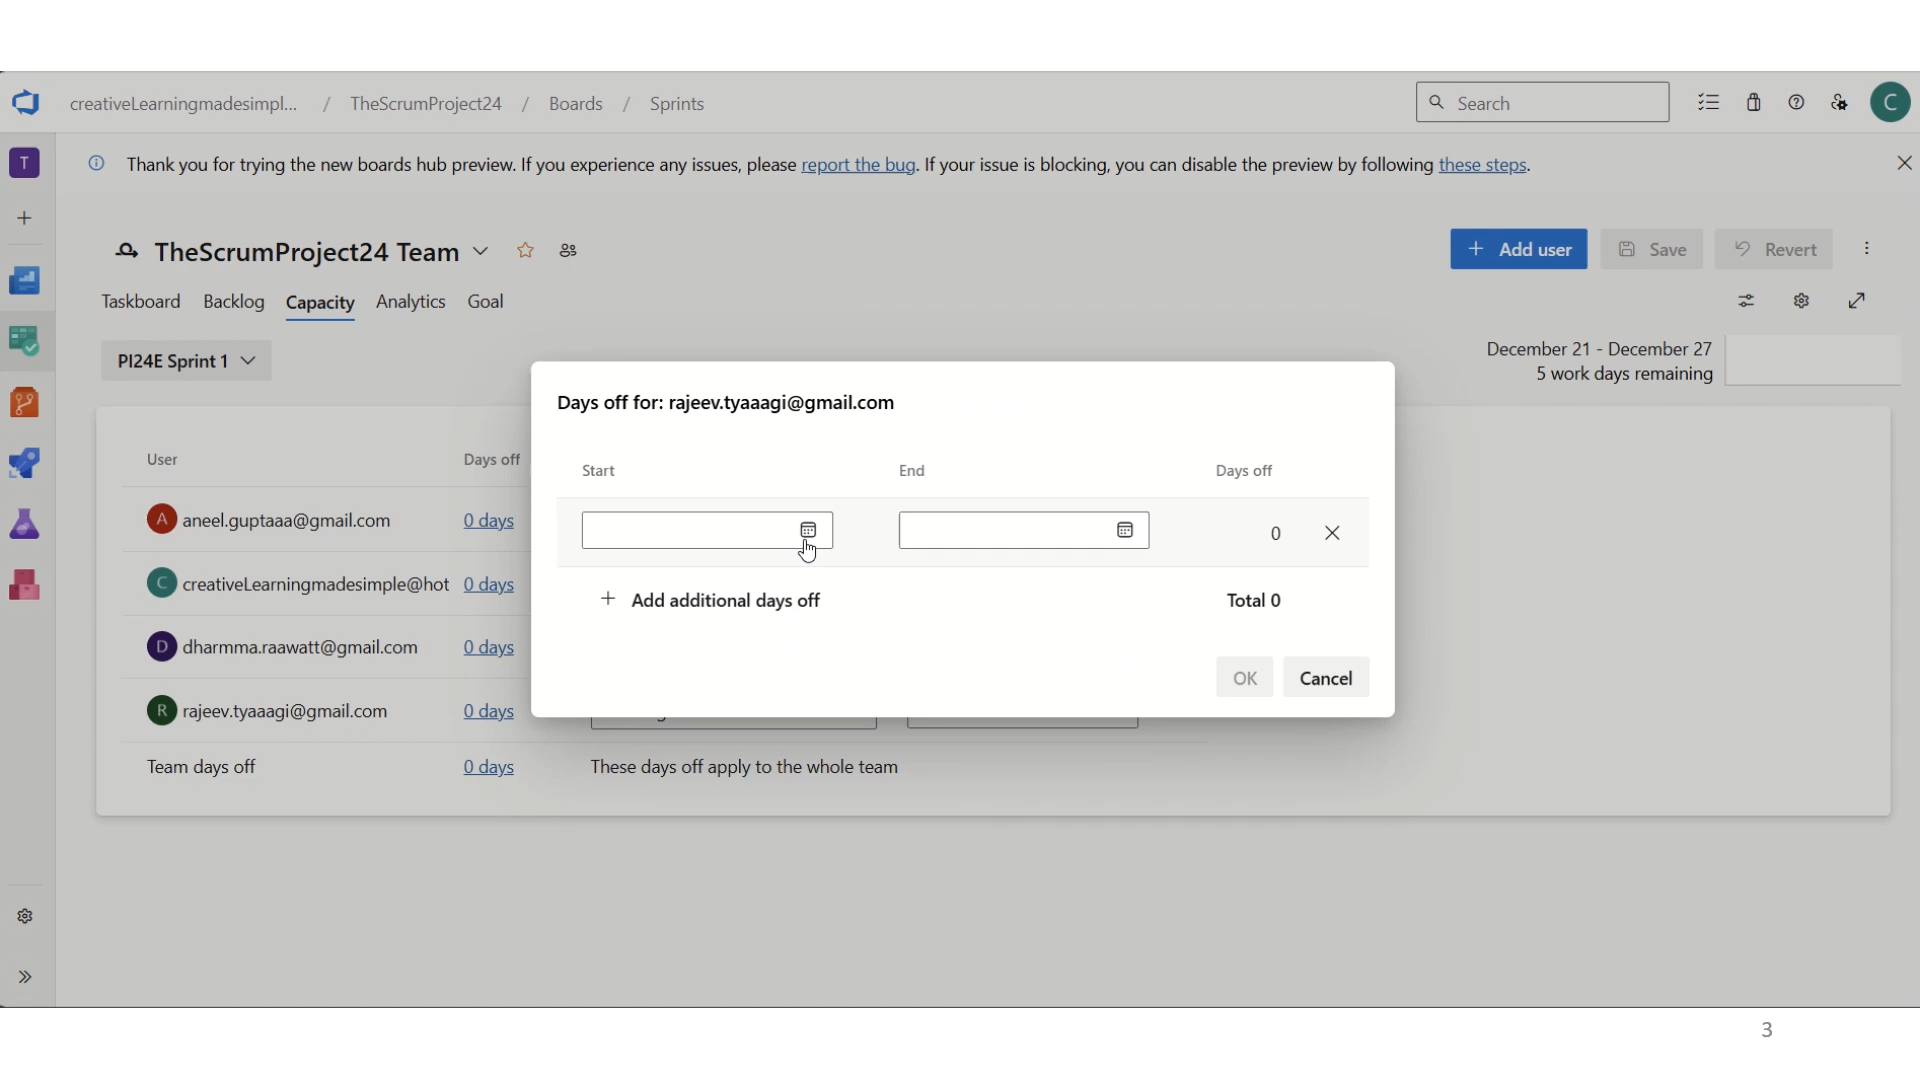 creativeLearningmadesimpl... / TheScrumProject24 / Boards / Sprints
Search
C
T
Thank you for trying the new boards hub preview. If you experience any issues, please report the bug. If your issue is blocking, you can disable the preview by following these steps.
TheScrumProject24 Team
+ Add user
Save
Revert
Taskboard
Backlog
Capacity
Analytics
Goal
PI24E Sprint 1
December 21 - December 27
5 work days remaining
User
Days off
A aneel.guptaaa@gmail.com 0 days
C creativeLearningmadesimple@hot 0 days
D dharmma.raawatt@gmail.com 0 days
R rajeev.tyaaagi@gmail.com 0 days
Team days off 0 days These days off apply to the whole team
Days off for: rajeev.tyaaagi@gmail.com
Start
End
Days off
0
+ Add additional days off
Total 0
OK
Cancel
3